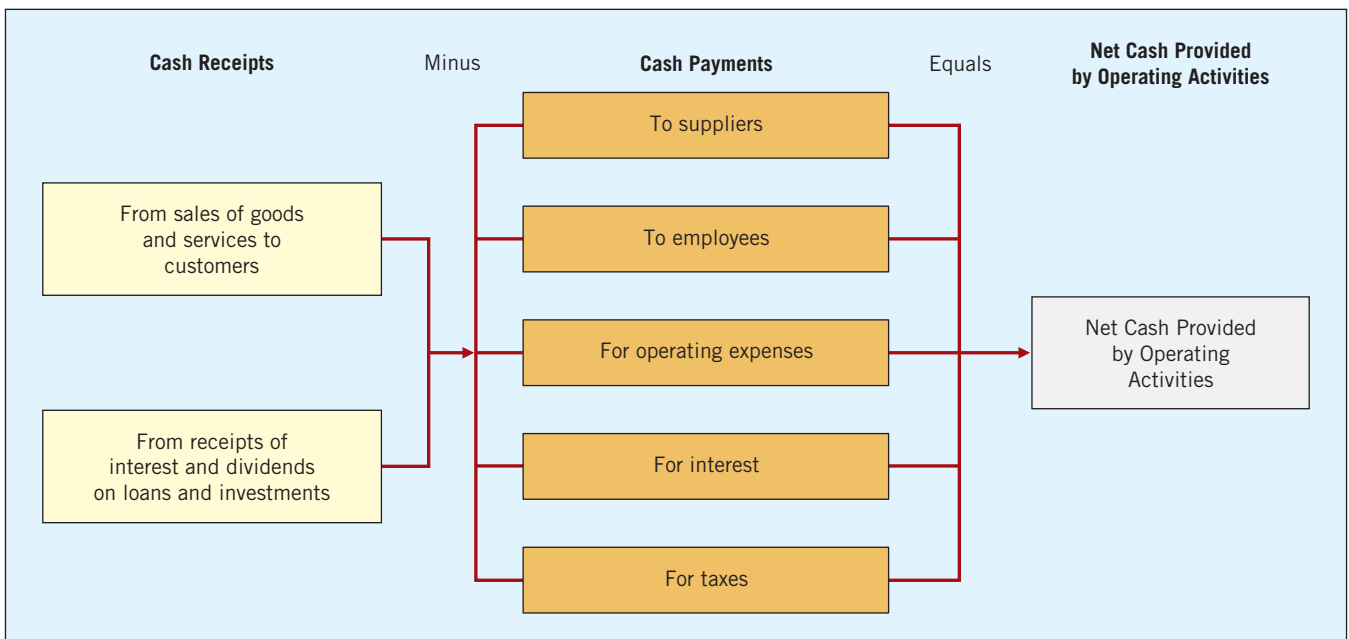 Cash Receipts
Minus
Cash Payments
Equals
Net Cash Provided
by Operating Activities
From sales of goods
and services to
customers
From receipts of
interest and dividends
on loans and investments
To suppliers
To employees
For operating expenses
For interest
For taxes
Net Cash Provided
by Operating
Activities